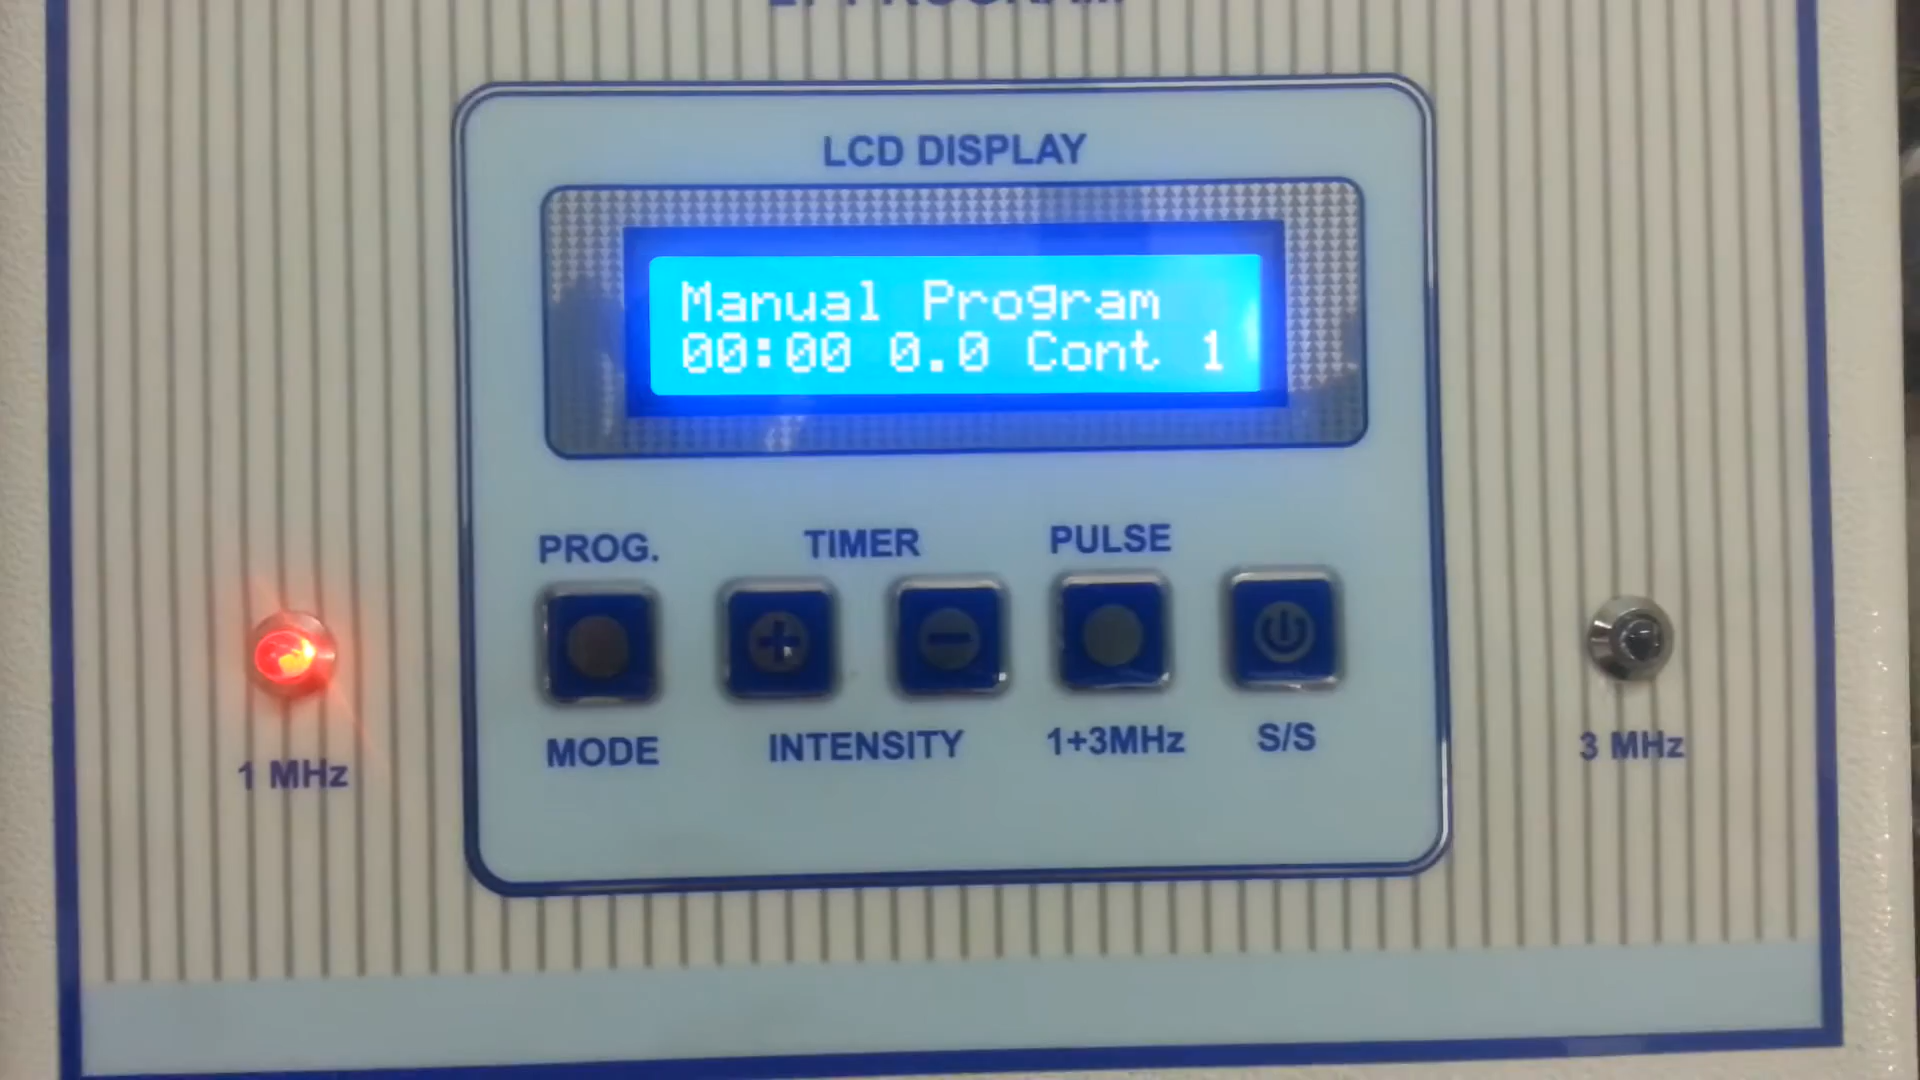 PROGRAM
LCD DISPLAY
Manual Program
00:00 0.0 Cont 1
PROG. TIMER PULSE
MODE INTENSITY 1+3MHz S/S
1 MHz
3 MHz